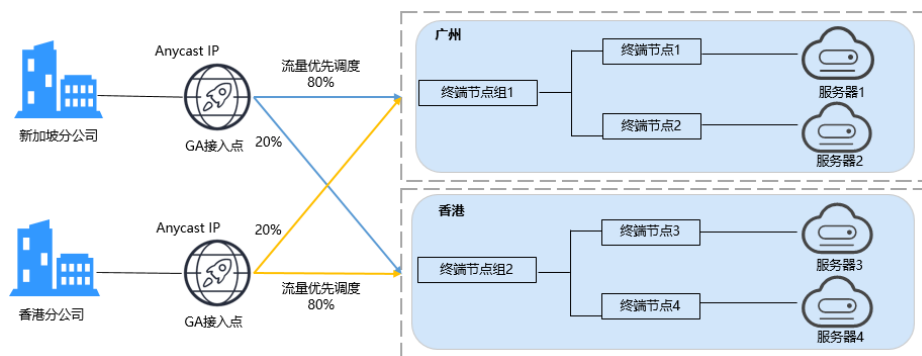 新加坡分公司
Anycast IP
GA接入点
流量优先调度
80%
20%
广州
终端节点组1
终端节点1
服务器1
终端节点2
服务器2
香港分公司
Anycast IP
GA接入点
20%
流量优先调度
80%
香港
终端节点组2
终端节点3
服务器3
终端节点4
服务器4